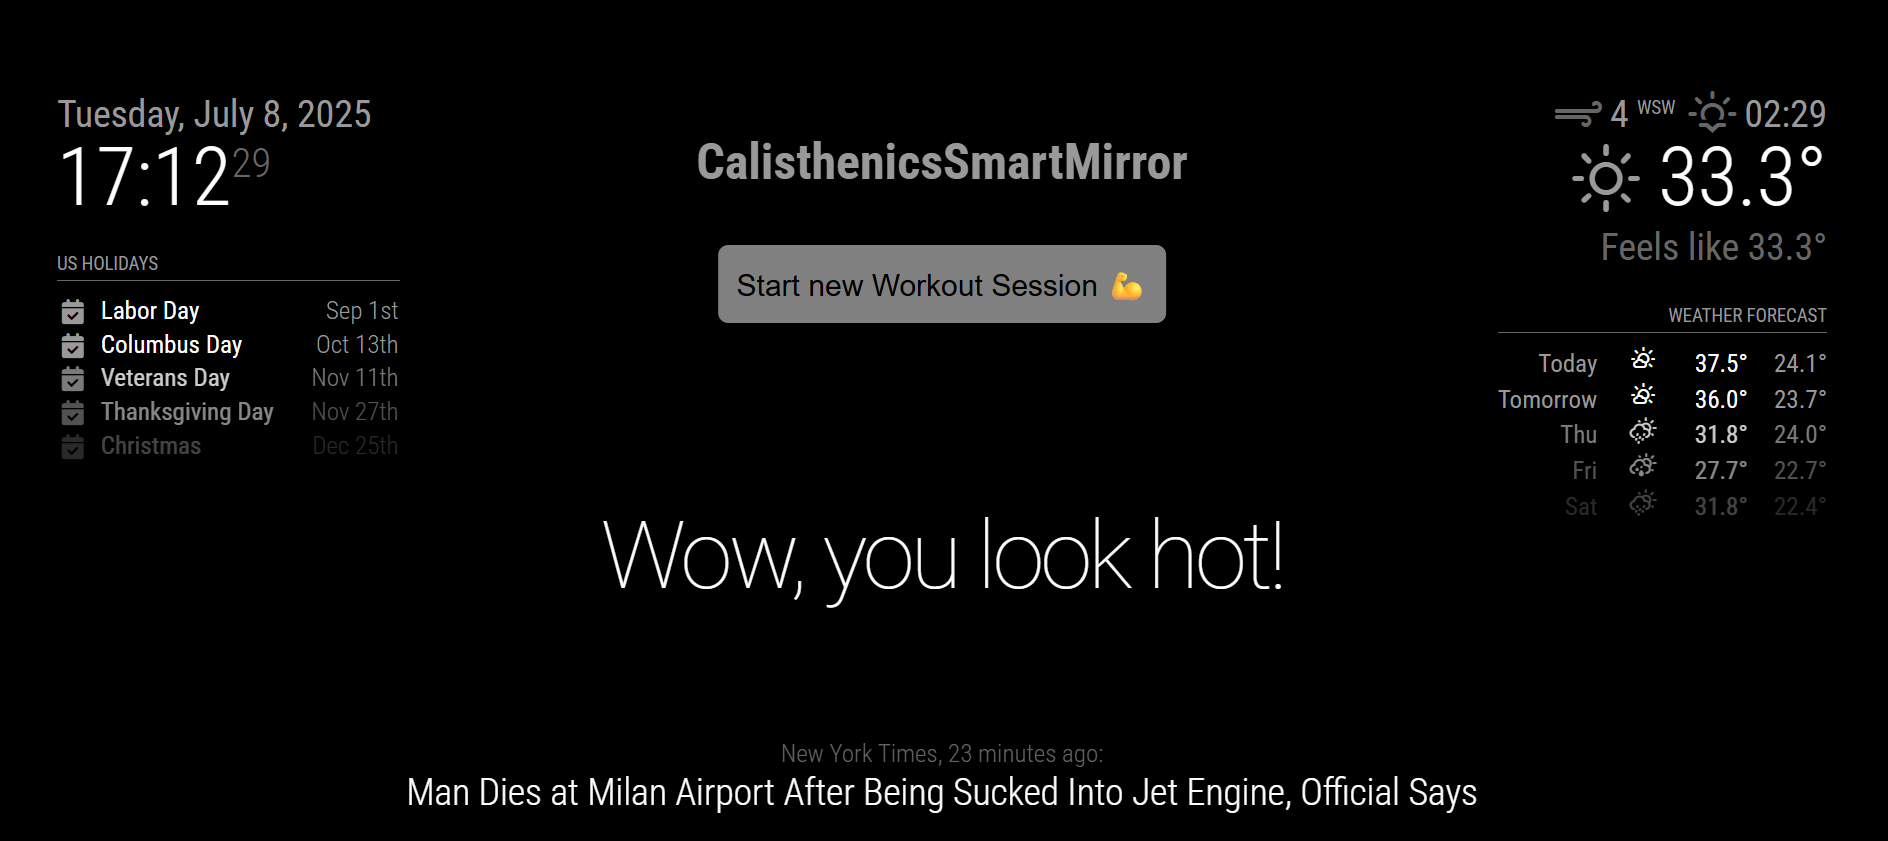 Tuesday, July 8, 2025
17:12 29
US HOLIDAYS
Labor Day Sep 1st
Columbus Day Oct 13th
Veterans Day Nov 11th
Thanksgiving Day Nov 27th
Christmas Dec 25th
CalisthenicsSmartMirror
Start new Workout Session 💪
4 WSW 02:29
33.3°
Feels like 33.3°
WEATHER FORECAST
Today 37.5° 24.1°
Tomorrow 36.0° 23.7°
Thu 31.8° 24.0°
Fri 27.7° 22.7°
Sat 31.8° 22.4°
Wow, you look hot!
New York Times, 23 minutes ago:
Man Dies at Milan Airport After Being Sucked Into Jet Engine, Official Says